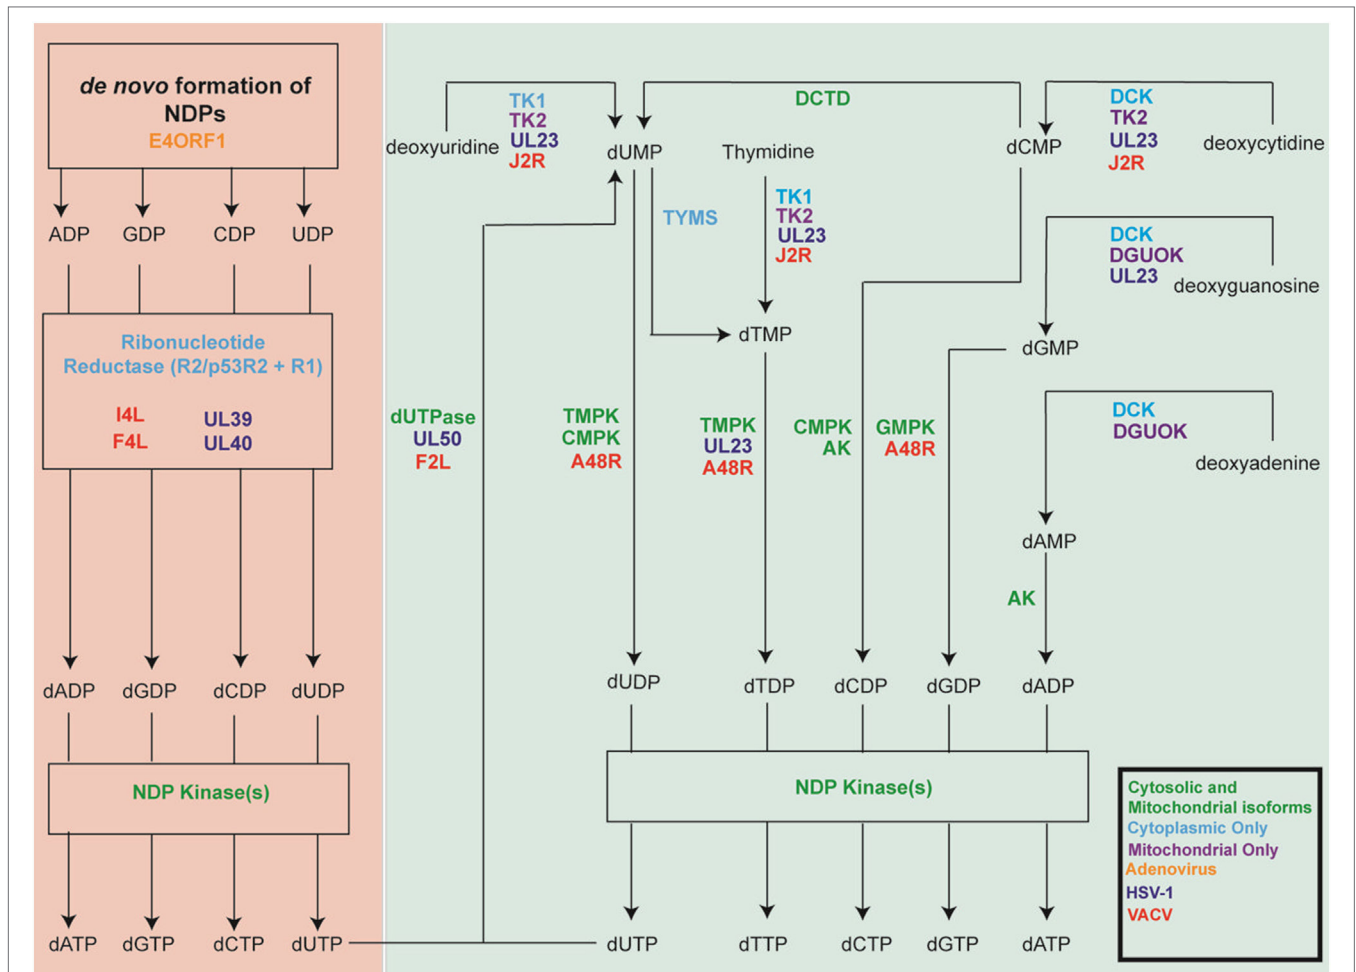 de novo formation of
NDPs
E4ORF1
ADP GDP CDP UDP
Ribonucleotide
Reductase (R2/p53R2 + R1)
I4L UL39
F4L UL40
dADP dGDP dCDP dUDP
NDP Kinase(s)
dATP dGTP dCTP dUTP
deoxyuridine
TK1
TK2
UL23
J2R
dUMP
DCTD
Thymidine
dCMP
DCK
TK2
UL23
J2R
deoxycytidine
TYMS
TK1
TK2
UL23
J2R
DCK
DGUOK
UL23
deoxyguanosine
dTMP
dGMP
dUTPase
UL50
F2L
TMPK
CMPK
A48R
TMPK
UL23
A48R
CMPK
AK
GMPK
A48R
DCK
DGUOK
deoxyadenine
dAMP
AK
dUDP dTDP dCDP dGDP dADP
NDP Kinase(s)
dUTP dTTP dCTP dGTP dATP
Cytosolic and
Mitochondrial isoforms
Cytoplasmic Only
Mitochondrial Only
Adenovirus
HSV-1
VACV